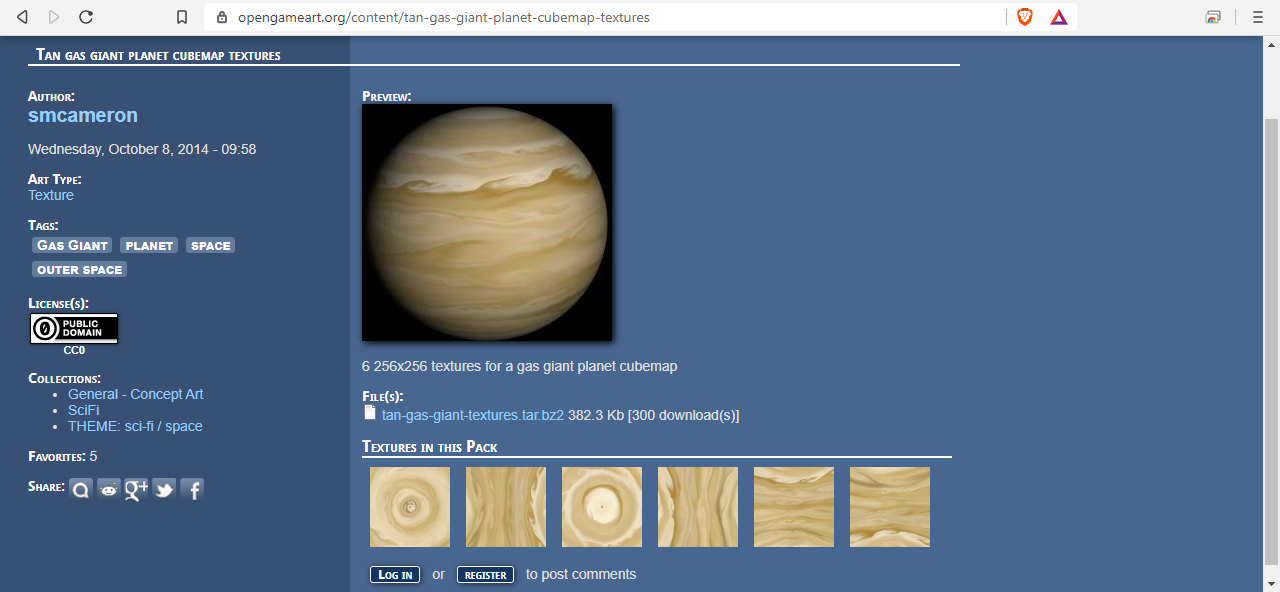 opengameart.org/content/tan-gas-giant-planet-cubemap-textures
Tan gas giant planet cubemap textures
Author:
smcameron
Wednesday, October 8, 2014 - 09:58
Art Type:
Texture
Tags:
Gas Giant planet space
outer space
License(s):
PUBLIC
DOMAIN
CC0
Collections:
General - Concept Art
SciFi
THEME: sci-fi / space
Favorites: 5
Share:
Preview:
6 256x256 textures for a gas giant planet cubemap
File(s):
tan-gas-giant-textures.tar.bz2 382.3 Kb [300 download(s)]
Textures in this Pack
Log in or register to post comments